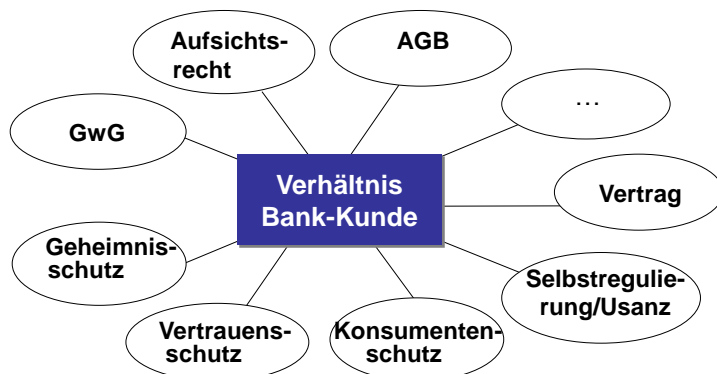 Aufsichts-
recht
AGB
...
GwG
Verhältnis
Bank-Kunde
Vertrag
Geheimnis-
schutz
Selbstregulie-
rung/Usanz
Vertrauens-
schutz
Konsumenten-
schutz